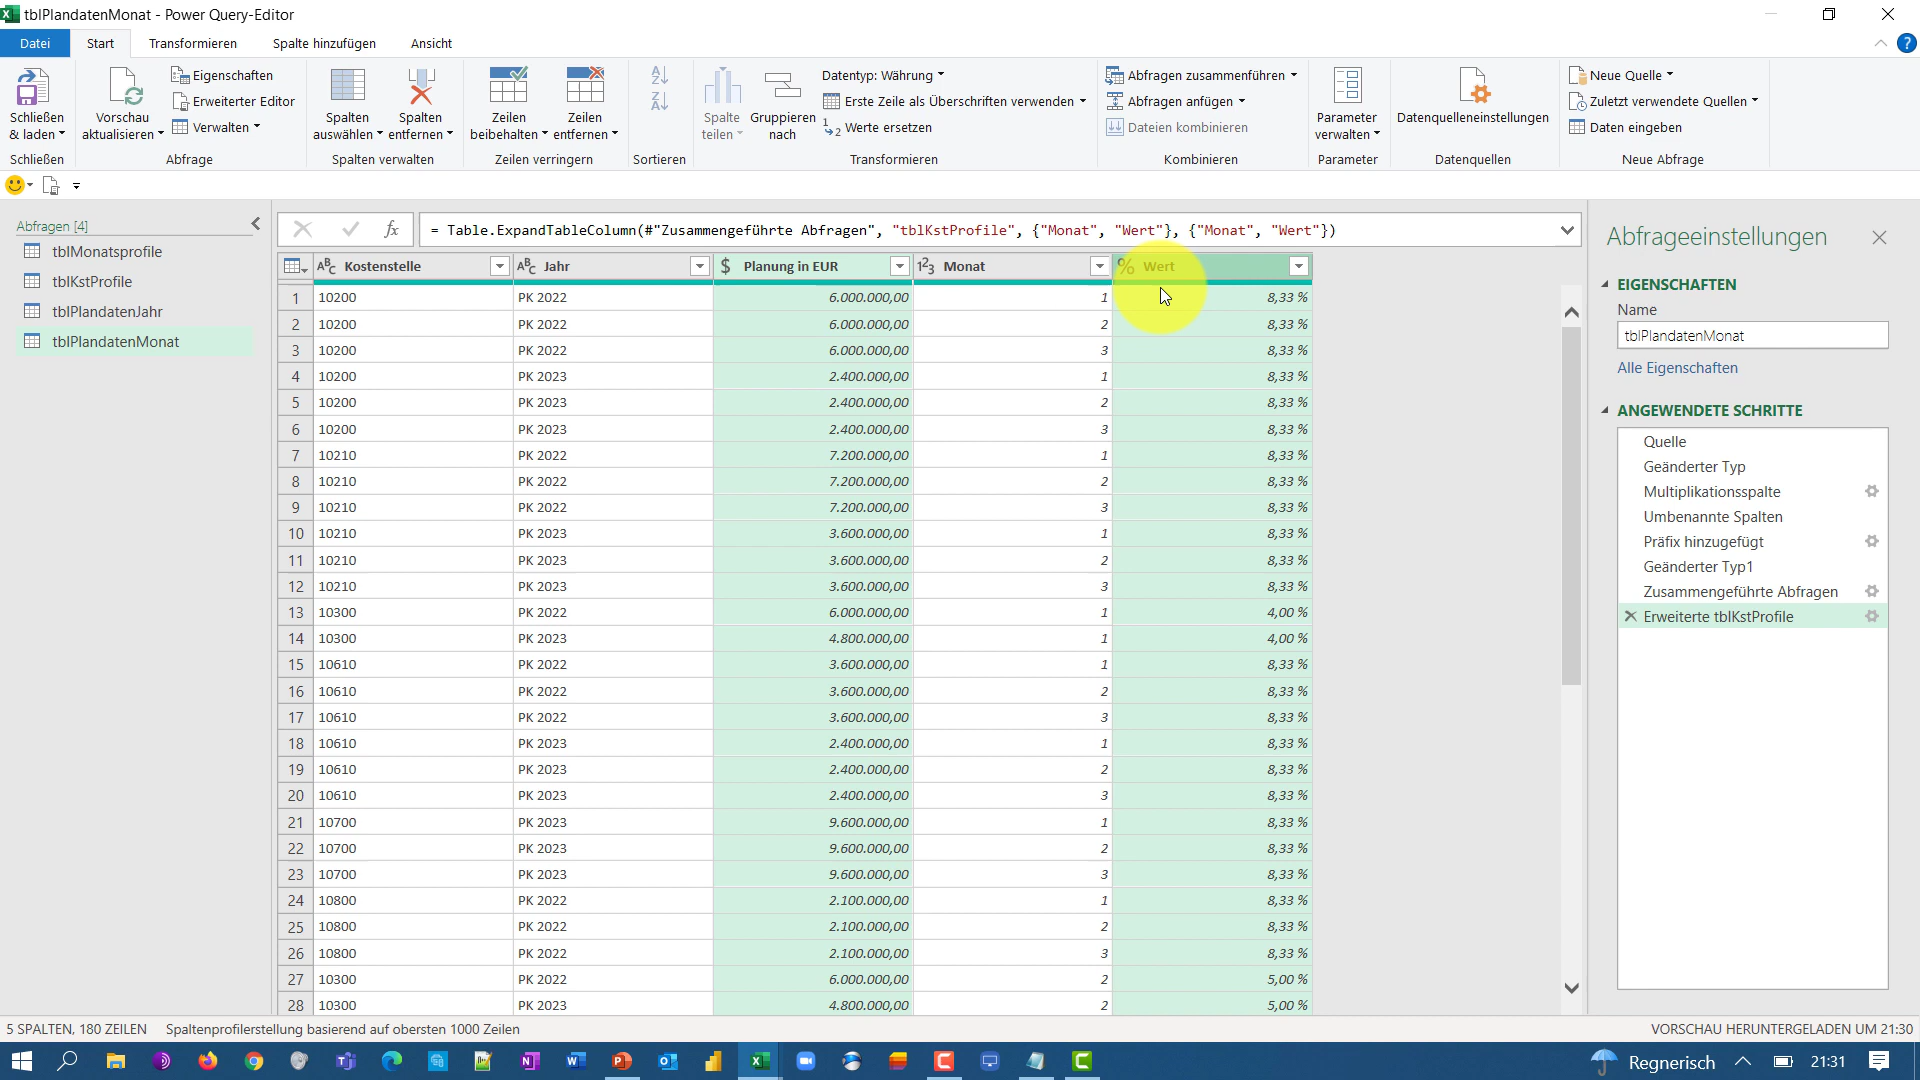 tblPlandatenMonat - Power Query-Editor
Datei Start Transformieren Spalte hinzufügen Ansicht
Schließen & laden
Schließen
Vorschau aktualisieren
Eigenschaften
Erweiterter Editor
Verwalten
Abfrage
Spalten auswählen
Spalten entfernen
Spalten verwalten
Zeilen beibehalten
Zeilen entfernen
Zeilen verringern
Sortieren
Spalte teilen
Gruppieren nach
Datentyp: Währung
Erste Zeile als Überschriften verwenden
Werte ersetzen
Transformieren
Abfragen zusammenführen
Abfragen anfügen
Dateien kombinieren
Kombinieren
Parameter verwalten
Parameter
Datenquelleneinstellungen
Datenquellen
Neue Quelle
Zuletzt verwendete Quellen
Daten eingeben
Neue Abfrage
Abfragen [4]
tblMonatsprofile
tblKstProfile
tblPlandatenJahr
tblPlandatenMonat
fx = Table.ExpandTableColumn(#"Zusammengeführte Abfragen", "tblKstProfile", {"Monat", "Wert"}, {"Monat", "Wert"})
ABC Kostenstelle ABC Jahr $ Planung in EUR 123 Monat % Wert
1 10200 PK 2022 6.000.000,00 1 8,33 %
2 10200 PK 2022 6.000.000,00 2 8,33 %
3 10200 PK 2022 6.000.000,00 3 8,33 %
4 10200 PK 2023 2.400.000,00 1 8,33 %
5 10200 PK 2023 2.400.000,00 2 8,33 %
6 10200 PK 2023 2.400.000,00 3 8,33 %
7 10210 PK 2022 7.200.000,00 1 8,33 %
8 10210 PK 2022 7.200.000,00 2 8,33 %
9 10210 PK 2022 7.200.000,00 3 8,33 %
10 10210 PK 2023 3.600.000,00 1 8,33 %
11 10210 PK 2023 3.600.000,00 2 8,33 %
12 10210 PK 2023 3.600.000,00 3 8,33 %
13 10300 PK 2022 6.000.000,00 1 4,00 %
14 10300 PK 2023 4.800.000,00 1 4,00 %
15 10610 PK 2022 3.600.000,00 1 8,33 %
16 10610 PK 2022 3.600.000,00 2 8,33 %
17 10610 PK 2022 3.600.000,00 3 8,33 %
18 10610 PK 2023 2.400.000,00 1 8,33 %
19 10610 PK 2023 2.400.000,00 2 8,33 %
20 10610 PK 2023 2.400.000,00 3 8,33 %
21 10700 PK 2023 9.600.000,00 1 8,33 %
22 10700 PK 2023 9.600.000,00 2 8,33 %
23 10700 PK 2023 9.600.000,00 3 8,33 %
24 10800 PK 2022 2.100.000,00 1 8,33 %
25 10800 PK 2022 2.100.000,00 2 8,33 %
26 10800 PK 2022 2.100.000,00 3 8,33 %
27 10300 PK 2022 6.000.000,00 2 5,00 %
28 10300 PK 2023 4.800.000,00 2 5,00 %
Abfrageeinstellungen
EIGENSCHAFTEN
Name
tblPlandatenMonat
Alle Eigenschaften
ANGEWENDETE SCHRITTE
Quelle
Geänderter Typ
Multiplikationsspalte
Umbenannte Spalten
Präfix hinzugefügt
Geänderter Typ1
Zusammengeführte Abfragen
Erweiterte tblKstProfile
5 SPALTEN, 180 ZEILEN Spaltenprofilerstellung basierend auf obersten 1000 Zeilen VORSCHAU HERUNTERGELADEN UM 21:30
Regnerisch 21:31